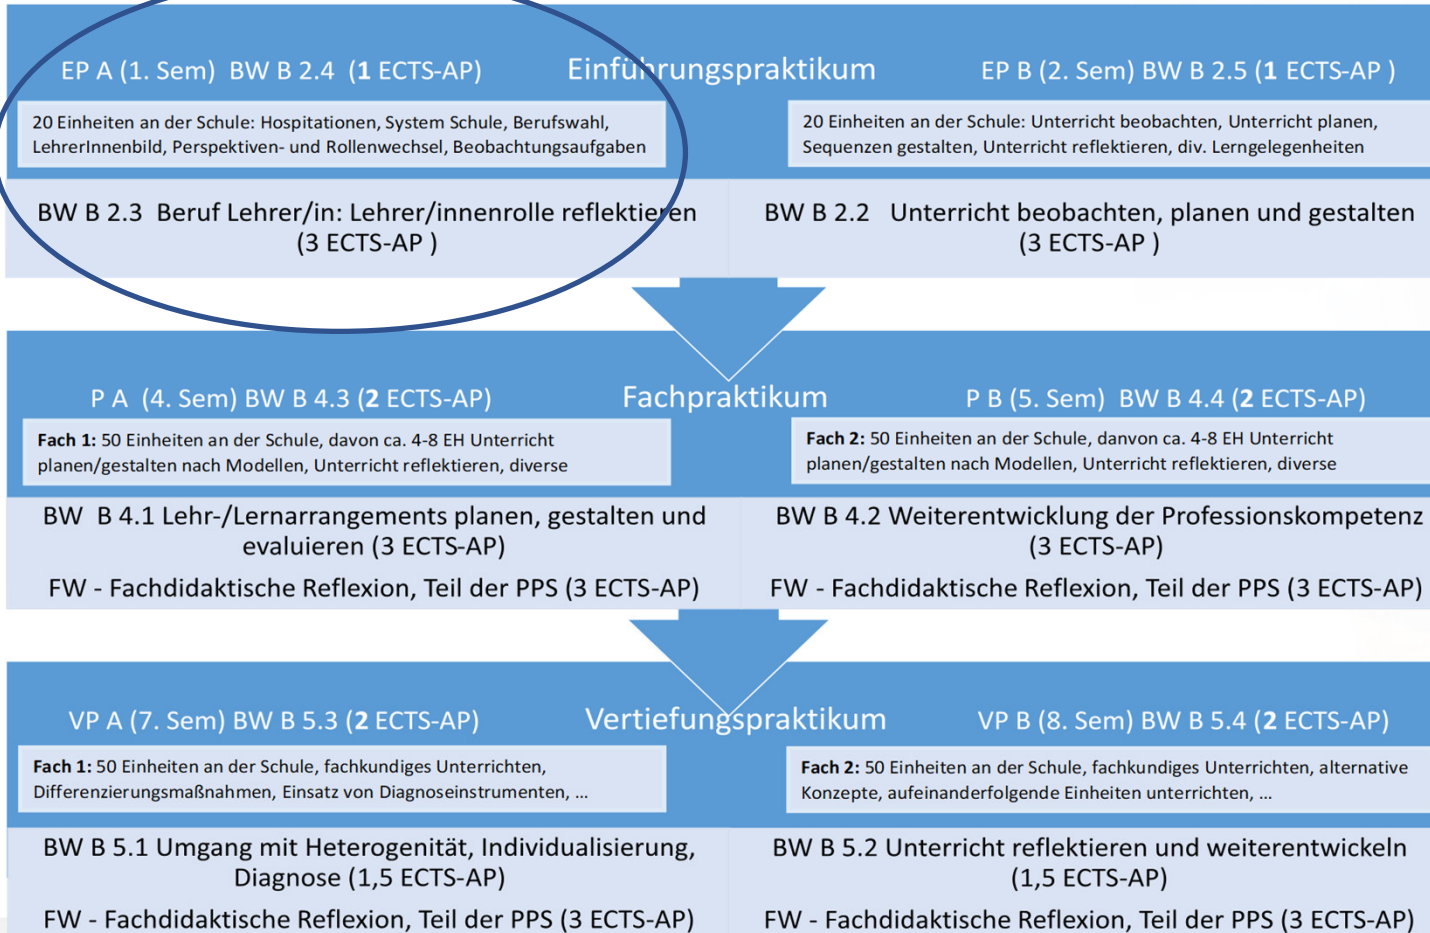 EP A (1. Sem)  BW B 2.4  (1 ECTS-AP)
Einführungspraktikum
EP B (2. Sem) BW B 2.5 (1 ECTS-AP )
20 Einheiten an der Schule: Hospitationen, System Schule, Berufswahl,
LehrerInnenbild, Perspektiven- und Rollenwechsel, Beobachtungsaufgaben
20 Einheiten an der Schule: Unterricht beobachten, Unterricht planen,
Sequenzen gestalten, Unterricht reflektieren, div. Lerngelegenheiten
BW B 2.3  Beruf Lehrer/in: Lehrer/innenrolle reflektieren
(3 ECTS-AP )
BW B 2.2   Unterricht beobachten, planen und gestalten
(3 ECTS-AP )
P A  (4. Sem) BW B 4.3 (2 ECTS-AP)
Fachpraktikum
P B (5. Sem)  BW B 4.4 (2 ECTS-AP)
Fach 1: 50 Einheiten an der Schule, davon ca. 4-8 EH Unterricht
planen/gestalten nach Modellen, Unterricht reflektieren, diverse
Fach 2: 50 Einheiten an der Schule, danvon ca. 4-8 EH Unterricht
planen/gestalten nach Modellen, Unterricht reflektieren, diverse
BW  B 4.1 Lehr-/Lernarrangements planen, gestalten und
evaluieren (3 ECTS-AP)
FW - Fachdidaktische Reflexion, Teil der PPS (3 ECTS-AP)
BW B 4.2 Weiterentwicklung der Professionskompetenz
(3 ECTS-AP)
FW - Fachdidaktische Reflexion, Teil der PPS (3 ECTS-AP)
VP A (7. Sem) BW B 5.3 (2 ECTS-AP)
Vertiefungspraktikum
VP B (8. Sem) BW B 5.4 (2 ECTS-AP)
Fach 1: 50 Einheiten an der Schule, fachkundiges Unterrichten,
Differenzierungsmaßnahmen, Einsatz von Diagnoseinstrumenten, ...
Fach 2: 50 Einheiten an der Schule, fachkundiges Unterrichten, alternative
Konzepte, aufeinanderfolgende Einheiten unterrichten, ...
BW B 5.1 Umgang mit Heterogenität, Individualisierung,
Diagnose (1,5 ECTS-AP)
FW - Fachdidaktische Reflexion, Teil der PPS (3 ECTS-AP)
BW B 5.2 Unterricht reflektieren und weiterentwickeln
(1,5 ECTS-AP)
FW - Fachdidaktische Reflexion, Teil der PPS (3 ECTS-AP)